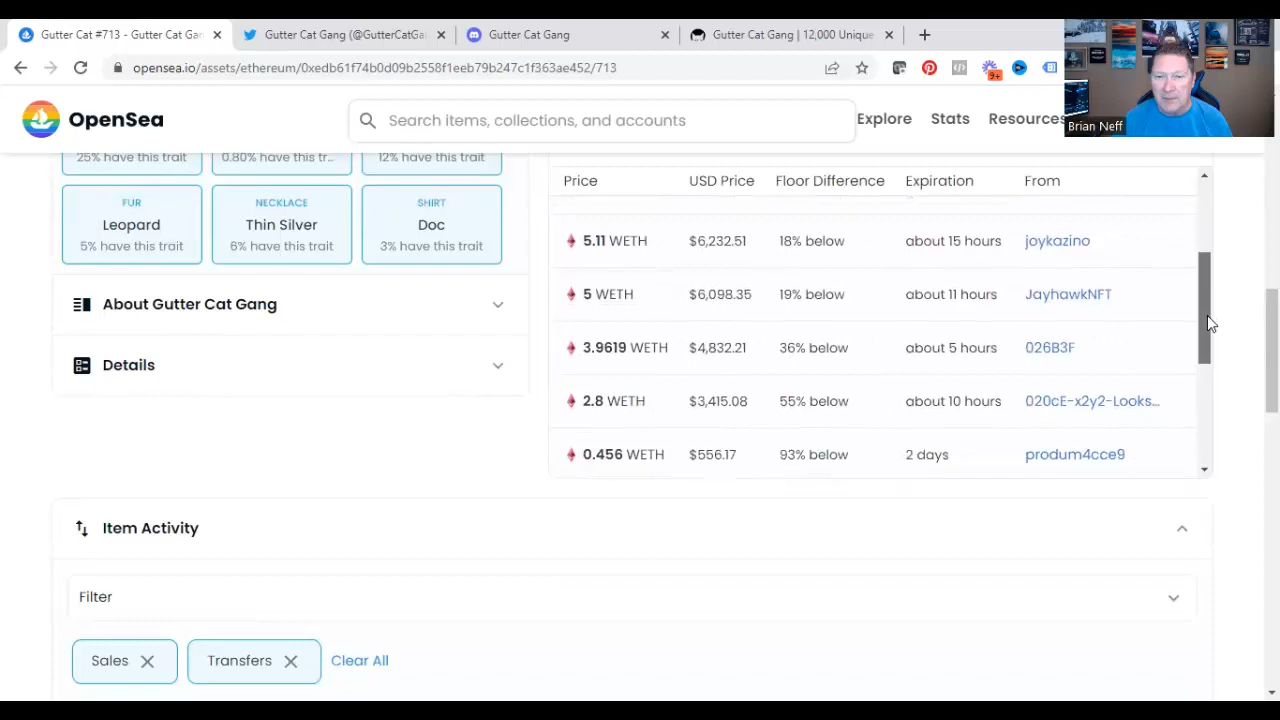 Gutter Cat #713 - Gutter Cat Gan
Gutter Cat Gang (@GutterCatG
Gutter Cat Gang
Gutter Cat Gang | 12,000 Unique
opensea.io/assets/ethereum/0xedb61f74b0d09b2558f1eeb79b247c1f363ae452/713
9+
OpenSea
Search items, collections, and accounts
Explore
Stats
Resources
Brian Neff
25% have this trait
0.80% have this tr...
12% have this trait
FUR
Leopard
5% have this trait
NECKLACE
Thin Silver
6% have this trait
SHIRT
Doc
3% have this trait
About Gutter Cat Gang
Details
Price USD Price Floor Difference Expiration From
5.11 WETH $6,232.51 18% below about 15 hours joykazino
5 WETH $6,098.35 19% below about 11 hours JayhawkNFT
3.9619 WETH $4,832.21 36% below about 5 hours 026B3F
2.8 WETH $3,415.08 55% below about 10 hours 020cE-x2y2-Looks...
0.456 WETH $556.17 93% below 2 days produm4cce9
Item Activity
Filter
Sales
Transfers
Clear All